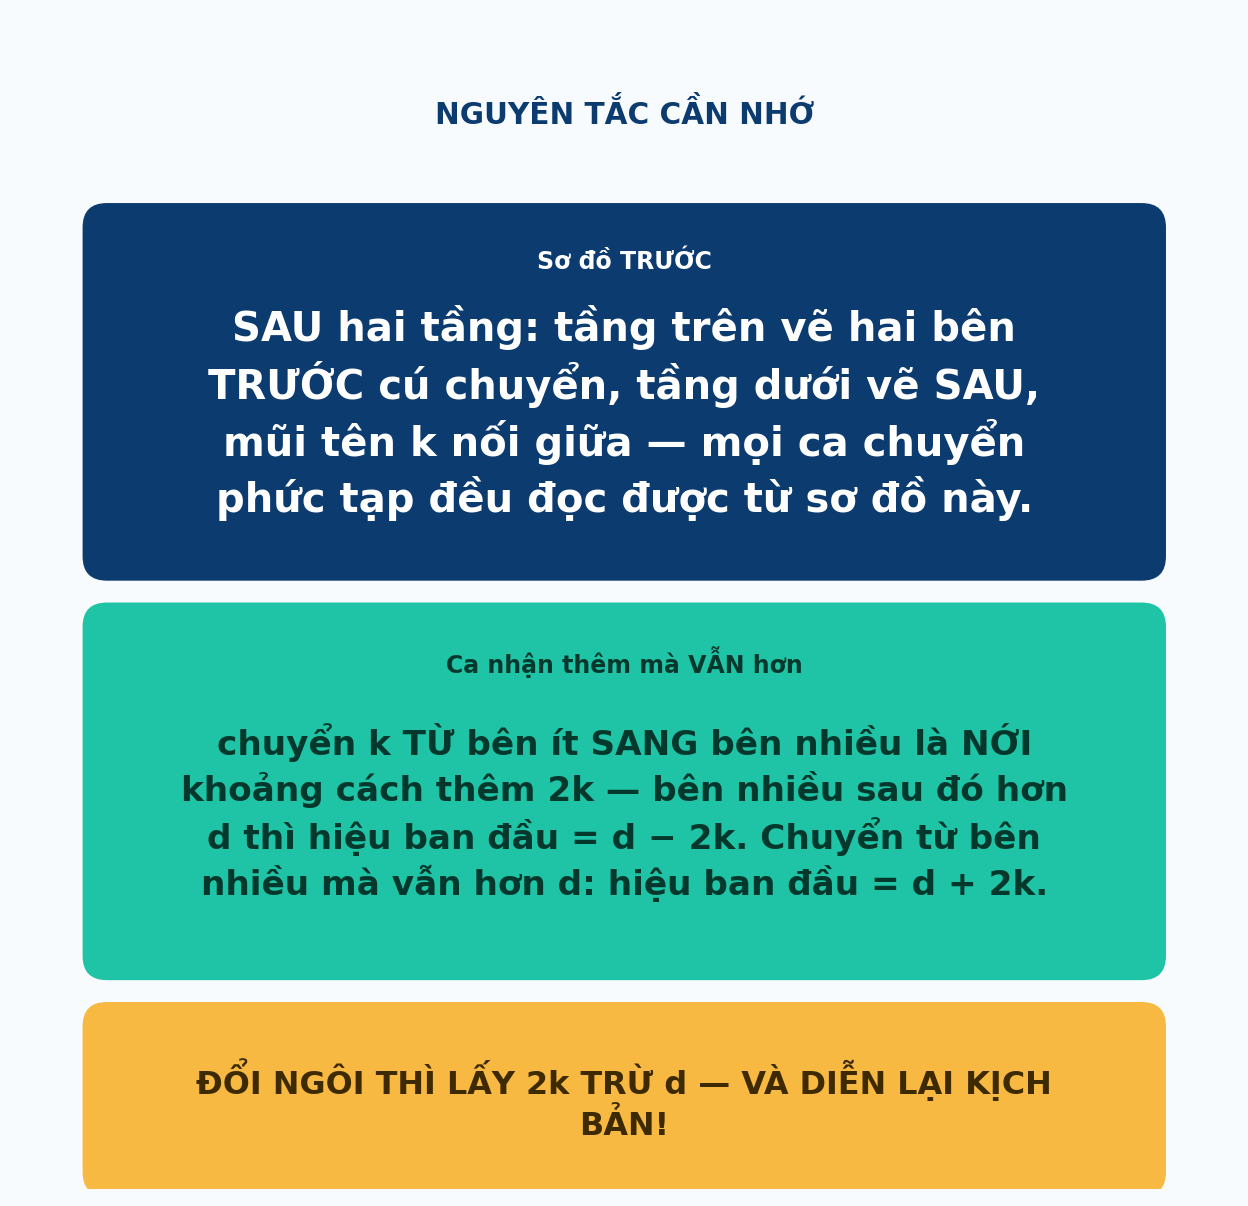 NGUYÊN TẮC CẦN NHỚ
Sơ đồ TRƯỚC
SAU hai tầng: tầng trên vẽ hai bên
TRƯỚC cú chuyển, tầng dưới vẽ SAU,
mũi tên k nối giữa — mọi ca chuyển
phức tạp đều đọc được từ sơ đồ này.
Ca nhận thêm mà VẪN hơn
chuyển k TỪ bên ít SANG bên nhiều là NỚI
khoảng cách thêm 2k — bên nhiều sau đó hơn
d thì hiệu ban đầu = d − 2k. Chuyển từ bên
nhiều mà vẫn hơn d: hiệu ban đầu = d + 2k.
ĐỔI NGÔI THÌ LẤY 2k TRỪ d — VÀ DIỄN LẠI KỊCH
BẢN!